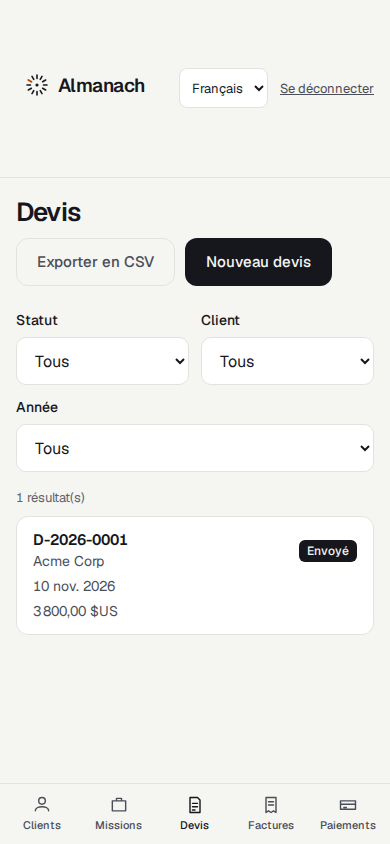 Almanach
Français
Se déconnecter
Devis
Exporter en CSV
Nouveau devis
Statut
Client
Tous
Tous
Année
Tous
1 résultat(s)
D-2026-0001
Acme Corp
Envoyé
10 nov. 2026
3 800,00 $US
Clients
Missions
Devis
Factures
Paiements